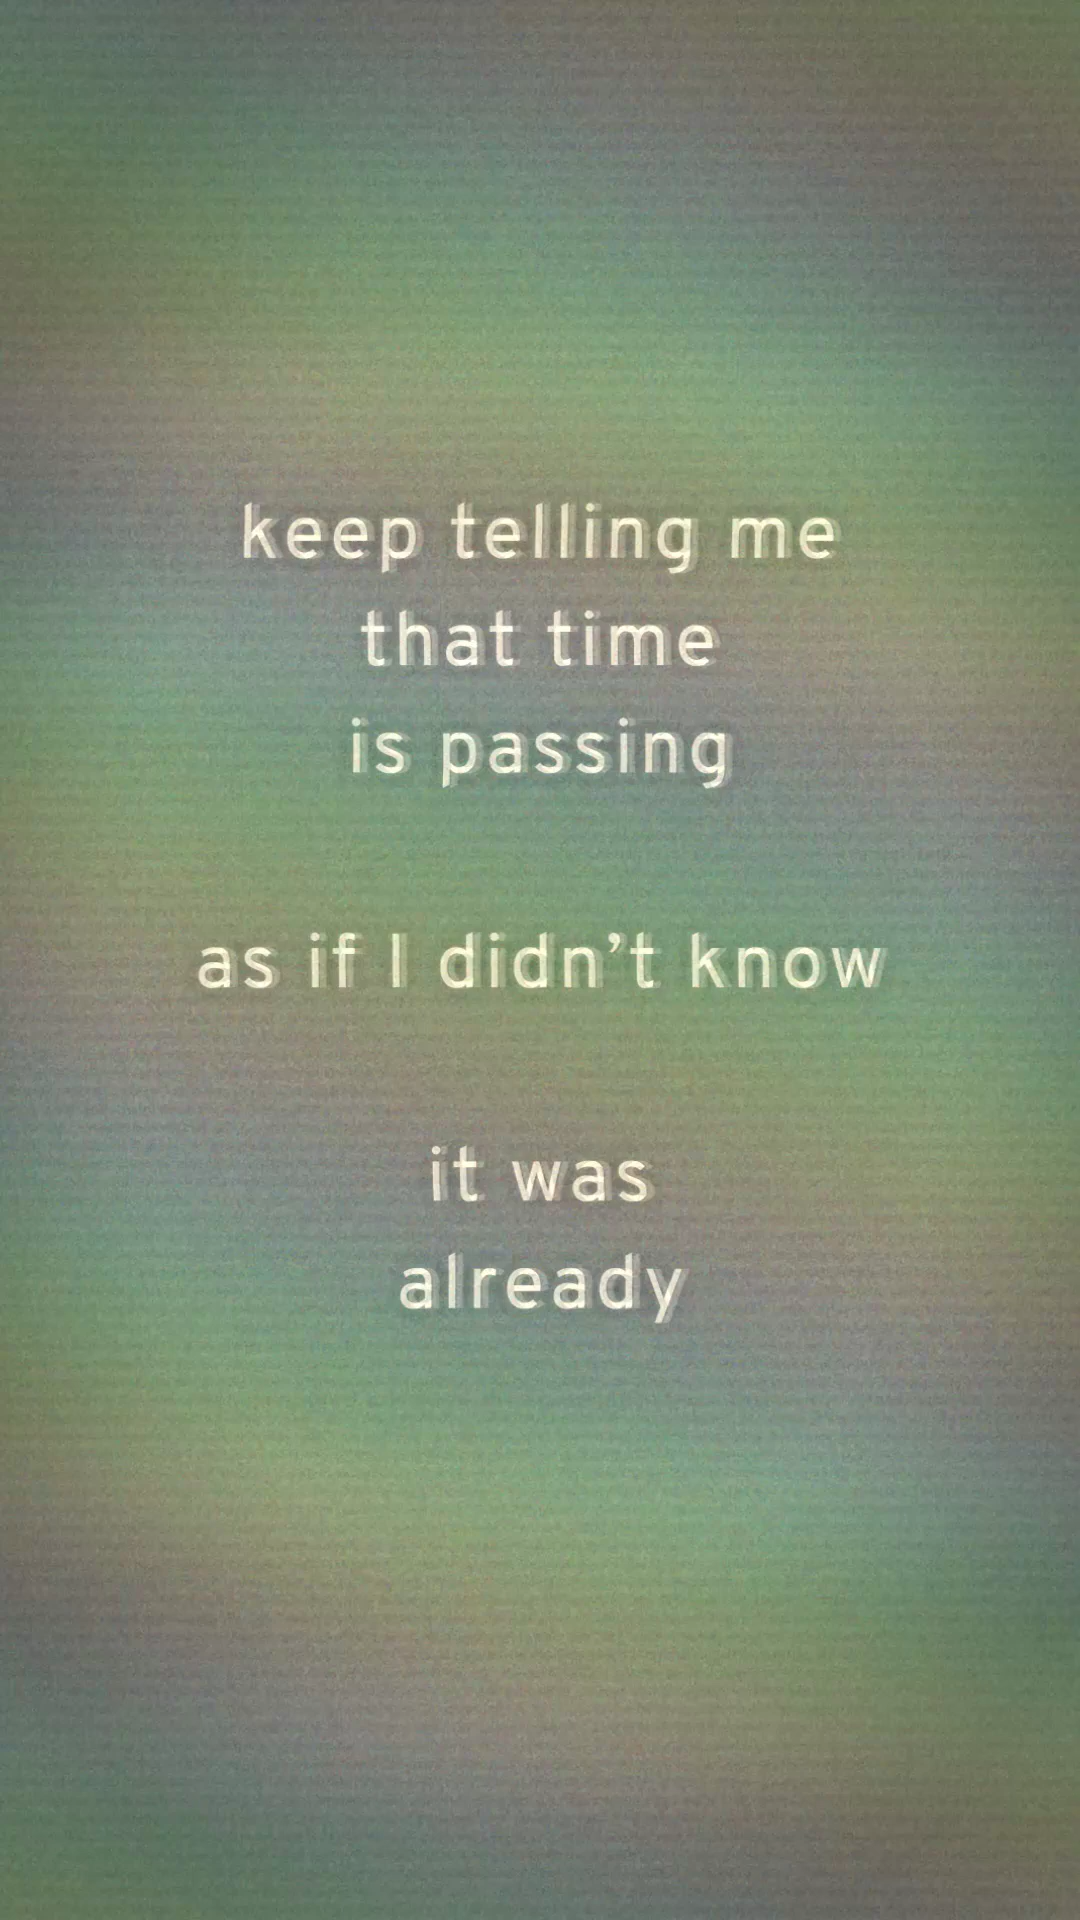 keep telling me
that time
is passing
as if I didn’t know
it was
already